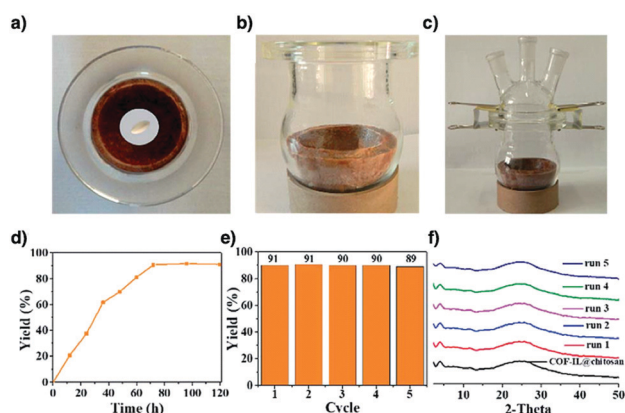 a)
b)
c)
d)
100
80
60
40
20
0
Yield (%)
0 20 40 60 80 100 120
Time (h)
e)
100
80
60
40
20
0
Yield (%)
91 91 90 90 89
1 2 3 4 5
Cycle
f)
run 5
run 4
run 3
run 2
run 1
COF-IL@chitosan
10 20 30 40 50
2-Theta